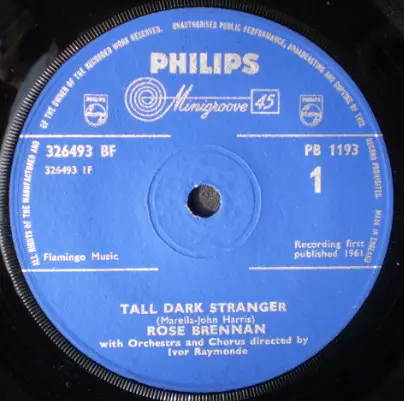 ALL RIGHTS OF THE MANUFACTURER AND OF THE OWNER OF THE RECORDED WORK RESERVED. UNAUTHORISED PUBLIC PERFORMANCE, BROADCASTING AND COPYING OF THIS RECORD PROHIBITED. MADE IN ENGLAND
PHILIPS
Minigroove 45
PHILIPS
PHILIPS
326493 BF
PB 1193
326493 1F
1
Flamingo Music
Recording first
published 1961
TALL DARK STRANGER
(Mareila-John Harris)
ROSE BRENNAN
with Orchestra and Chorus directed by
Ivor Raymonde